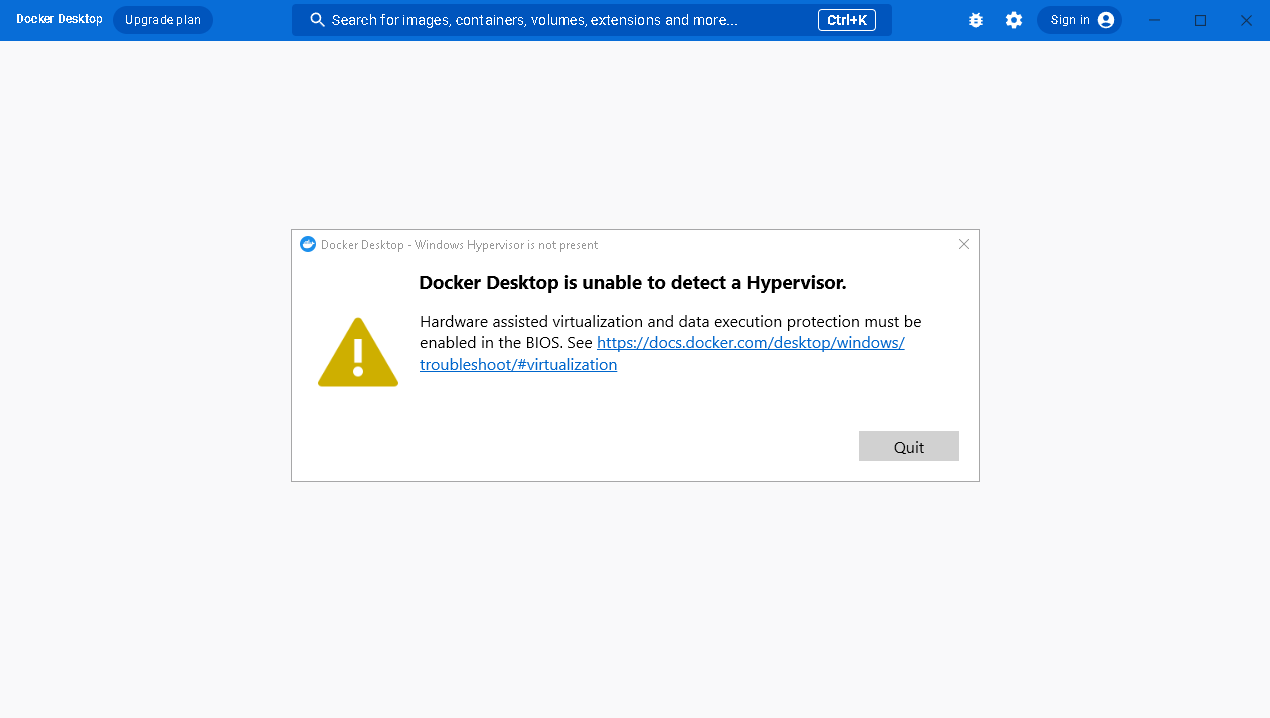 Docker Desktop Upgrade plan Search for images, containers, volumes, extensions and more... Ctrl+K Sign in
Docker Desktop - Windows Hypervisor is not present
Docker Desktop is unable to detect a Hypervisor.
Hardware assisted virtualization and data execution protection must be
enabled in the BIOS. See https://docs.docker.com/desktop/windows/
troubleshoot/#virtualization
Quit